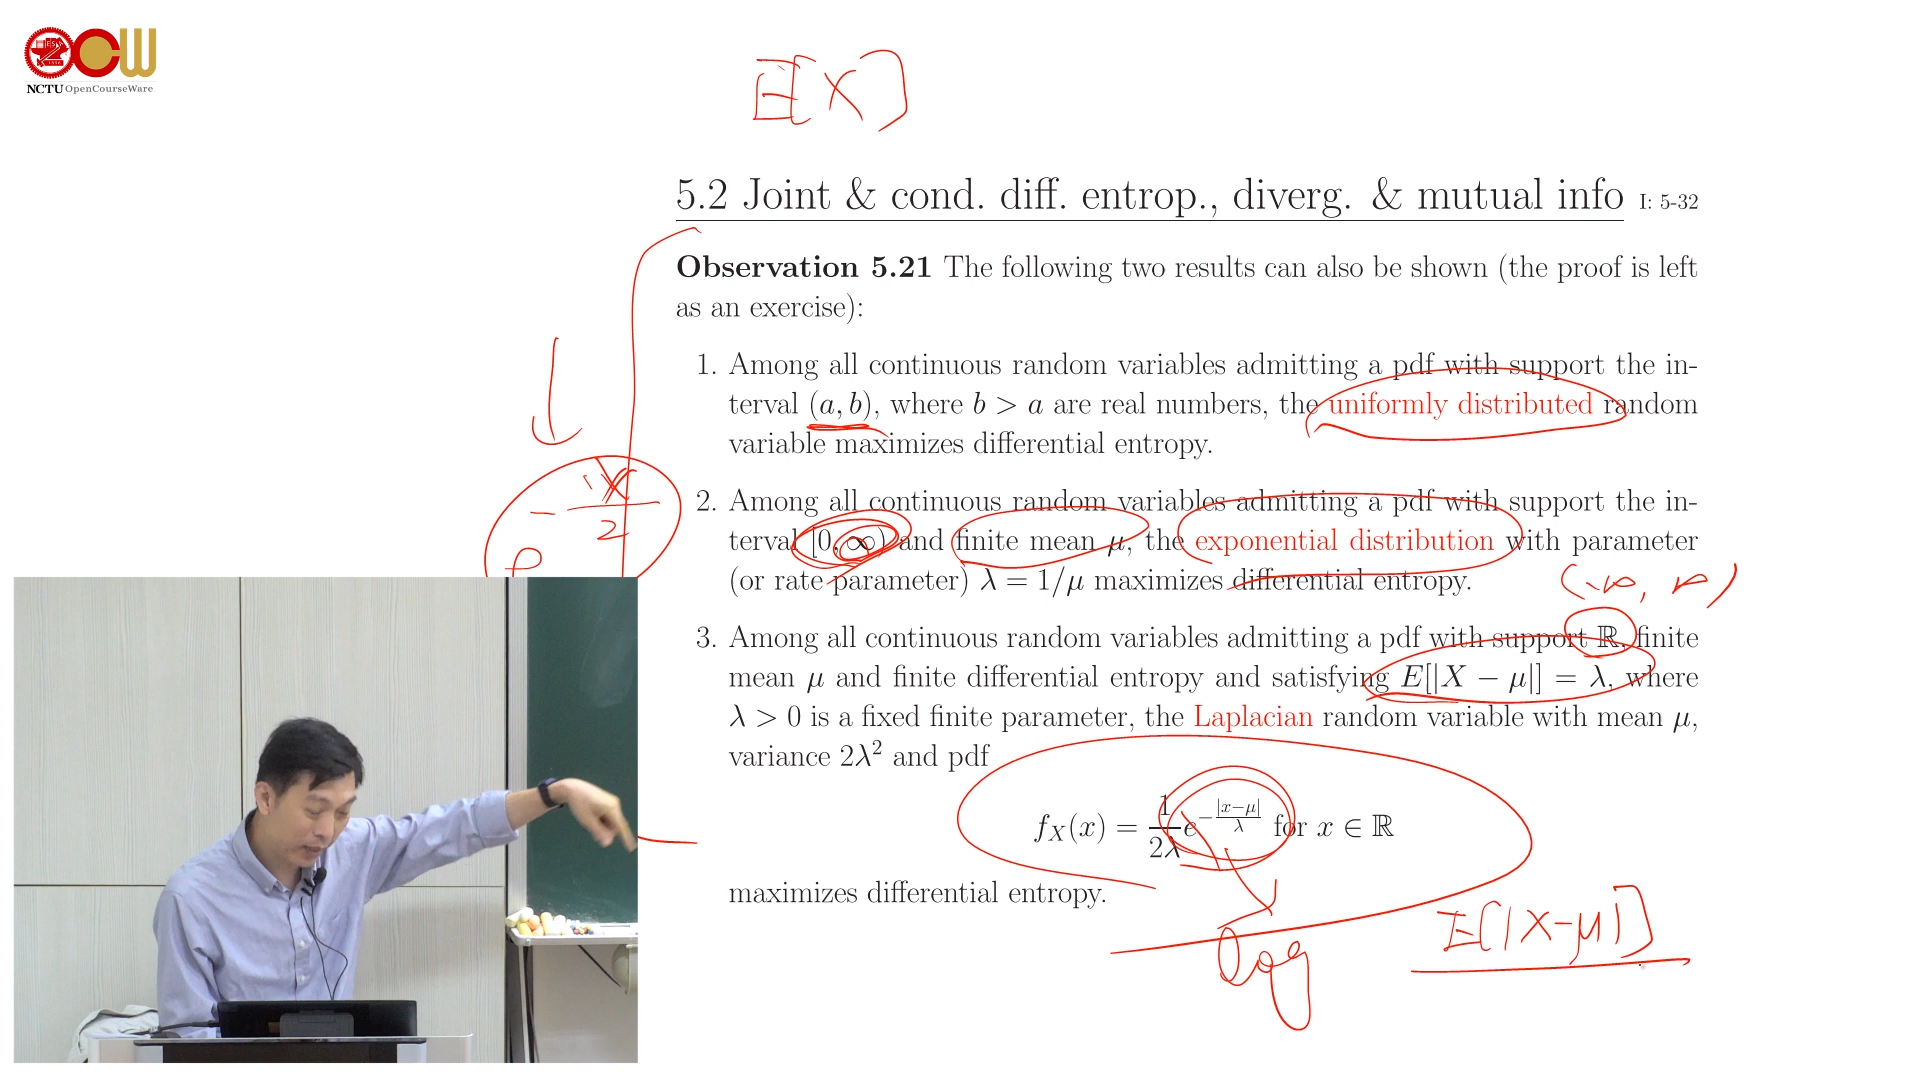 NCTU OpenCourseWare
E[X]
5.2 Joint & cond. diff. entrop., diverg. & mutual info I: 5-32
Observation 5.21 The following two results can also be shown (the proof is left
as an exercise):
1. Among all continuous random variables admitting a pdf with support the in-
terval (a, b), where b > a are real numbers, the uniformly distributed random
variable maximizes differential entropy.
2. Among all continuous random variables admitting a pdf with support the in-
terval [0, ∞) and finite mean μ, the exponential distribution with parameter
(or rate parameter) λ = 1/μ maximizes differential entropy.
(-∞, ∞)
3. Among all continuous random variables admitting a pdf with support ℝ, finite
mean μ and finite differential entropy and satisfying E[|X − μ|] = λ, where
λ > 0 is a fixed finite parameter, the Laplacian random variable with mean μ,
variance 2λ² and pdf
f_X(x) = 1/(2λ) e^{−|x−μ|/λ} for x ∈ ℝ
maximizes differential entropy.
E[|X-μ|]
log